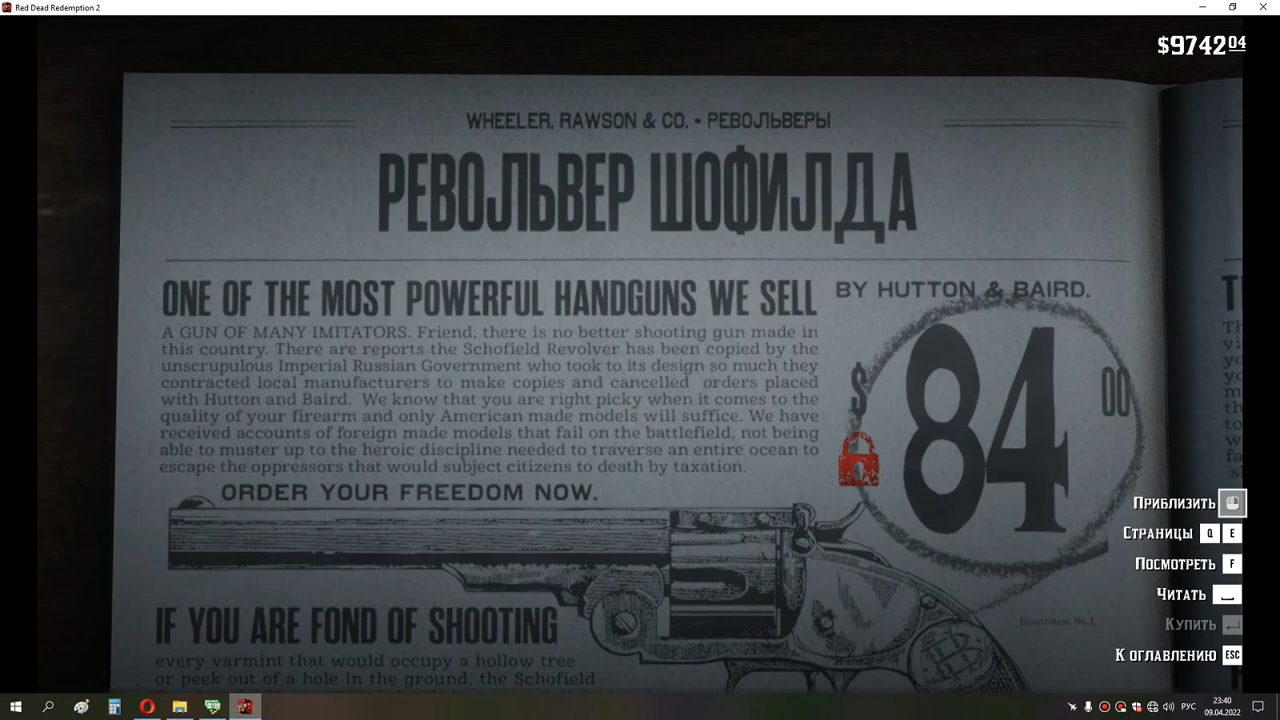 Red Dead Redemption 2
$9742 04
WHEELER, RAWSON & CO. - РЕВОЛЬВЕРЫ
РЕВОЛЬВЕР ШОФИЛДА
ONE OF THE MOST POWERFUL HANDGUNS WE SELL
A GUN OF MANY IMITATORS. Friend, there is no better shooting gun made in
this country. There are reports the Schofield Revolver has been copied by the
unscrupulous Imperial Russian Government who took to its design so much they
contracted local manufacturers to make copies and cancelled orders placed
with Hutton and Baird. We know that you are right picky when it comes to the
quality of your firearm and only American made models will suffice. We have
received accounts of foreign made models that fail on the battlefield, not being
able to muster up to the heroic discipline needed to traverse an entire ocean to
escape the oppressors that would subject citizens to death by taxation.
ORDER YOUR FREEDOM NOW.
BY HUTTON & BAIRD.
$ 84 00
IF YOU ARE FOND OF SHOOTING
every varmint that would occupy a hollow tree
or peek out of a hole in the ground, the Schofield
Illustration No. 1
Приблизить
Страницы Q E
Посмотреть F
Читать
Купить
К оглавлению ESC
РУС
23:40
09.04.2022